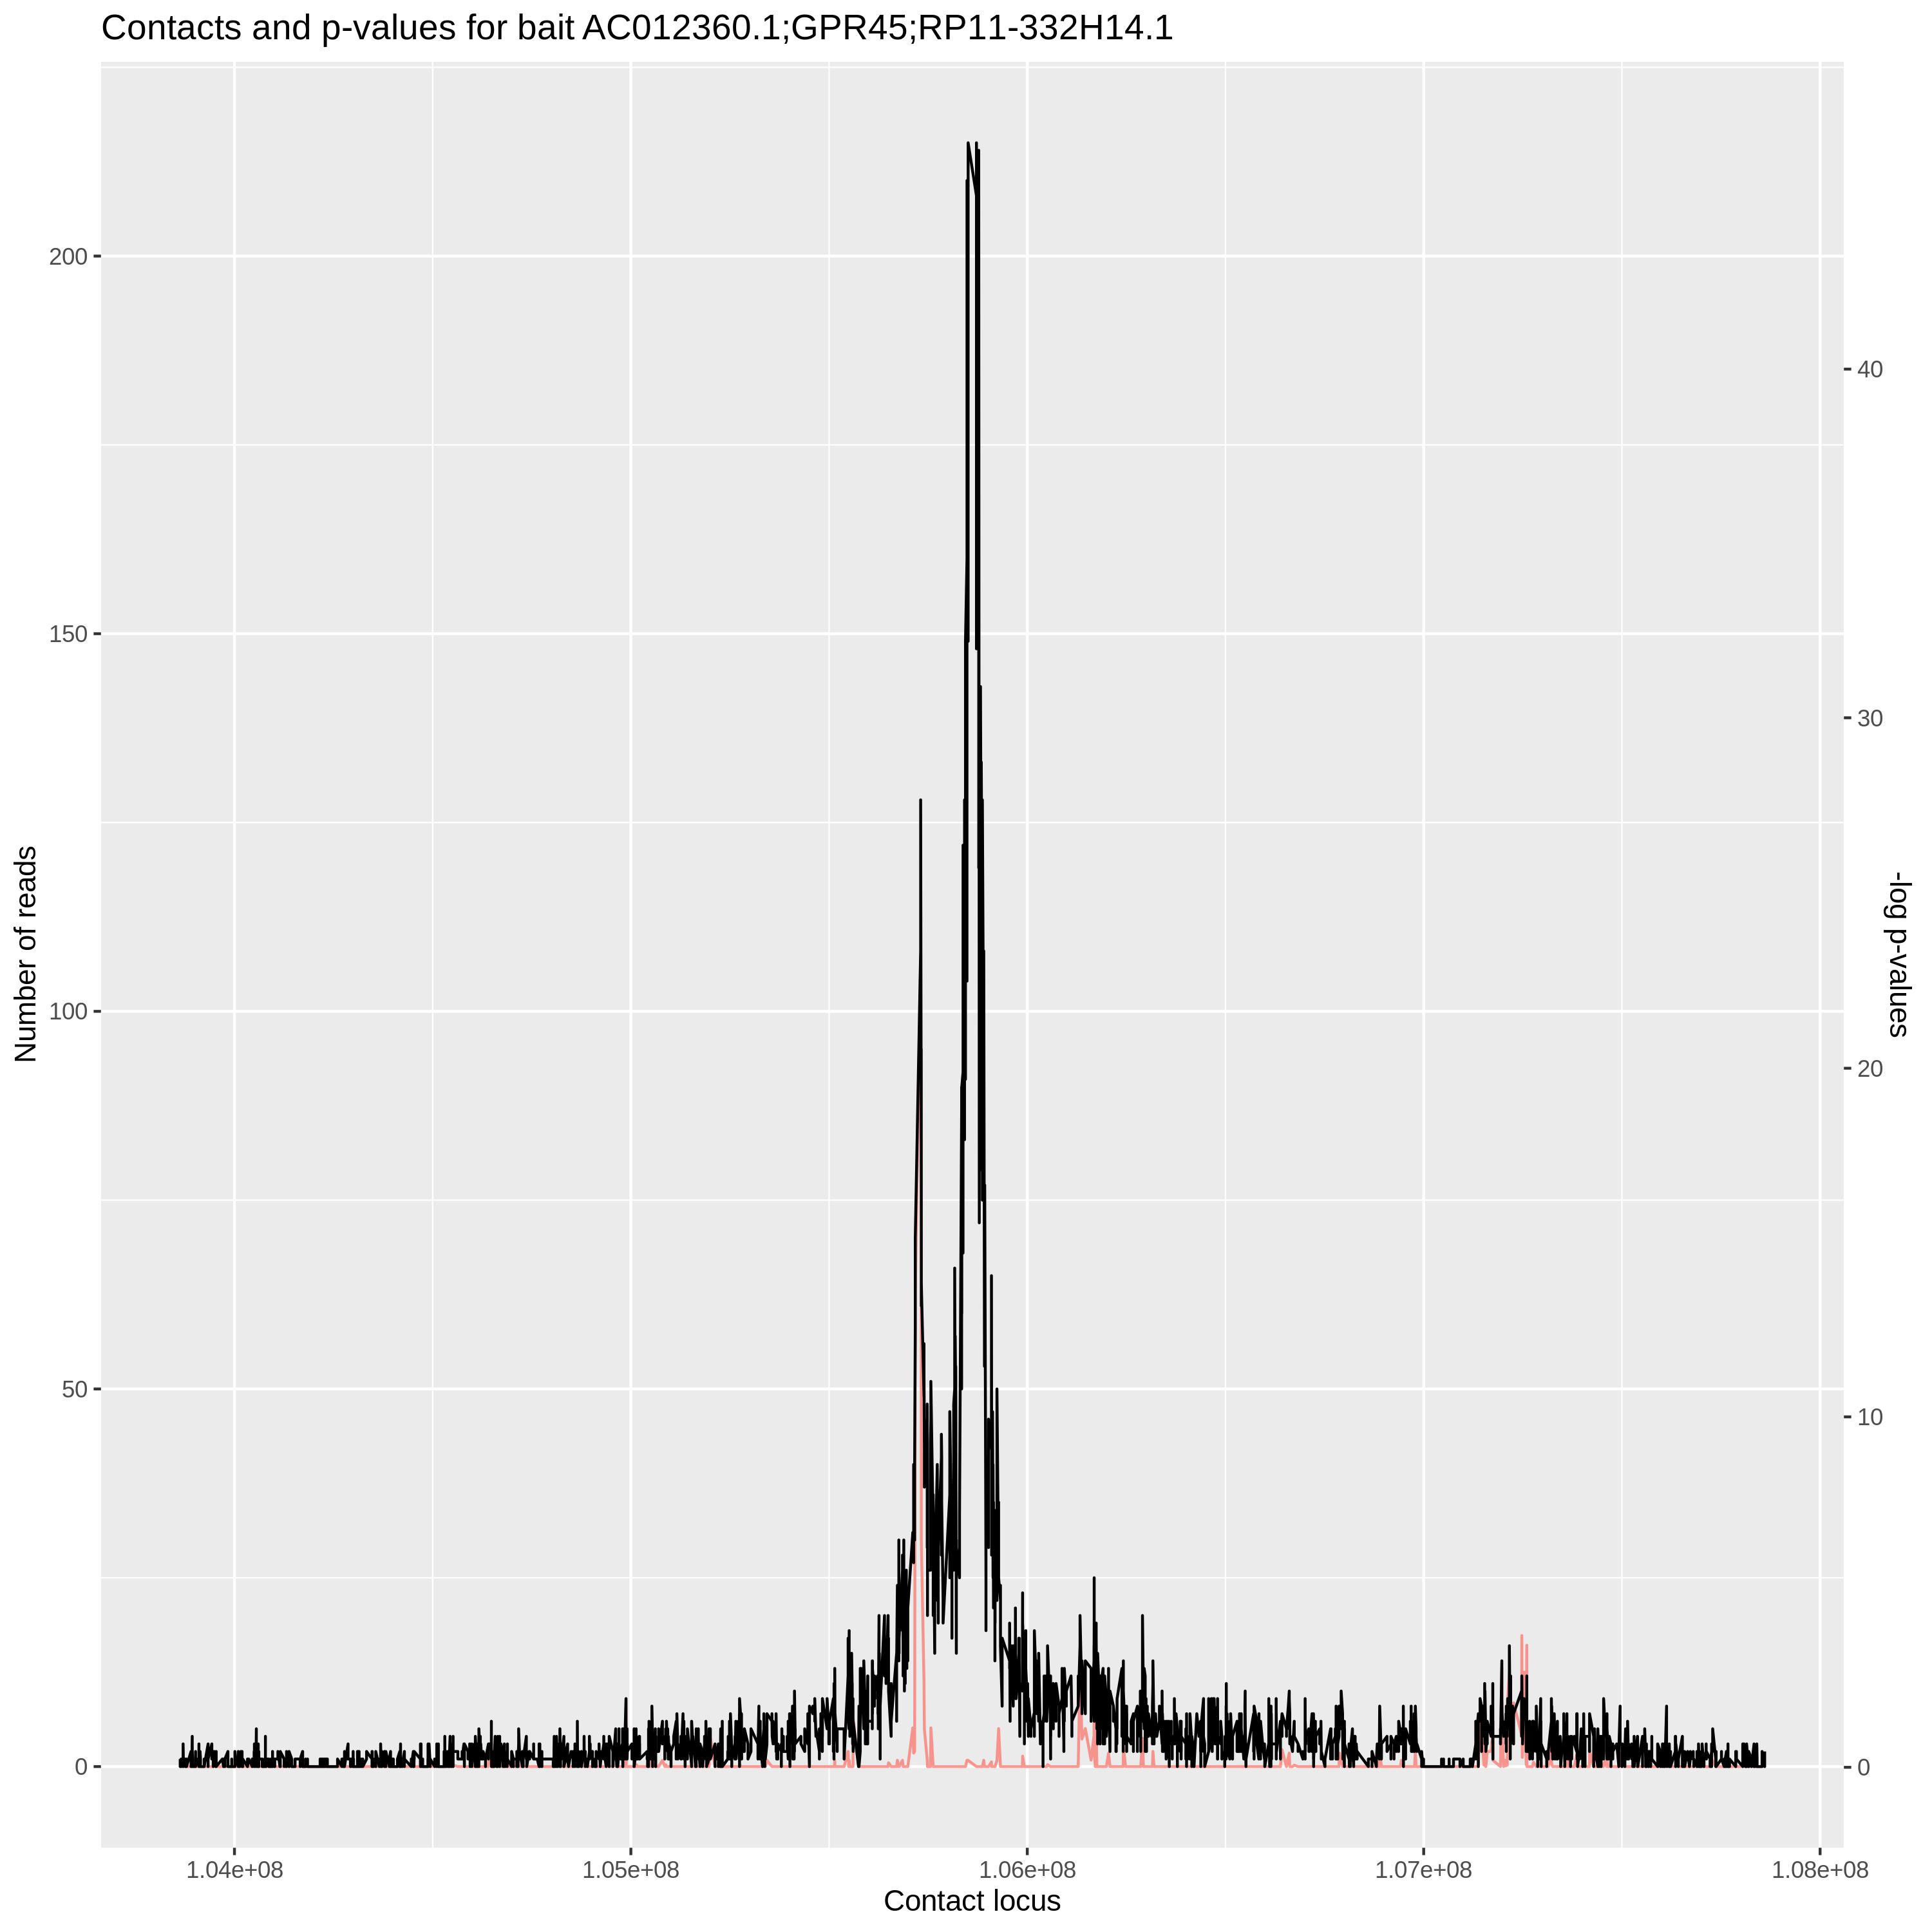 Contacts and p-values for bait AC012360.1;GPR45;RP11-332H14.1
200
150
100
50
0
Number of reads
40
30
20
10
0
-log p-values
1.04e+08
1.05e+08
1.06e+08
1.07e+08
1.08e+08
Contact locus